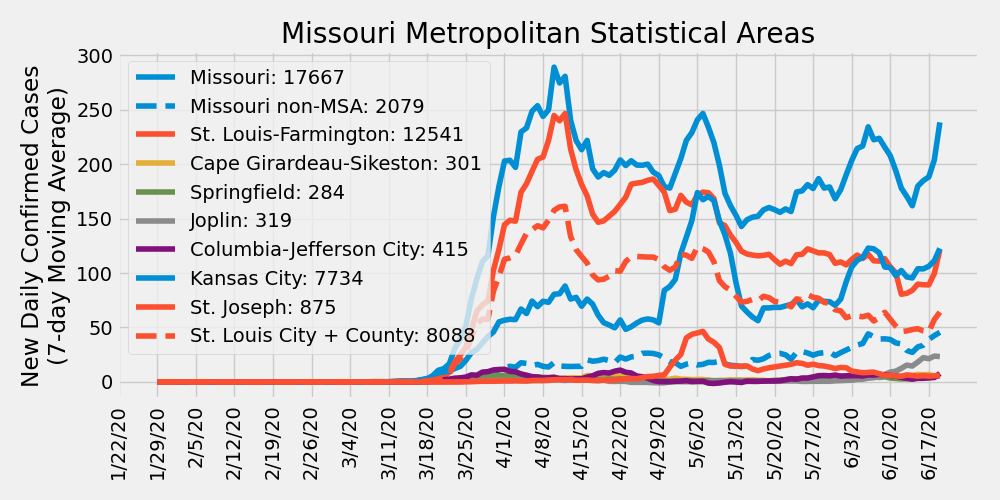 Missouri Metropolitan Statistical Areas
New Daily Confirmed Cases
(7-day Moving Average)
300
250
200
150
100
50
0
Missouri: 17667
Missouri non-MSA: 2079
St. Louis-Farmington: 12541
Cape Girardeau-Sikeston: 301
Springfield: 284
Joplin: 319
Columbia-Jefferson City: 415
Kansas City: 7734
St. Joseph: 875
St. Louis City + County: 8088
1/22/20
1/29/20
2/5/20
2/12/20
2/19/20
2/26/20
3/4/20
3/11/20
3/18/20
3/25/20
4/1/20
4/8/20
4/15/20
4/22/20
4/29/20
5/6/20
5/13/20
5/20/20
5/27/20
6/3/20
6/10/20
6/17/20